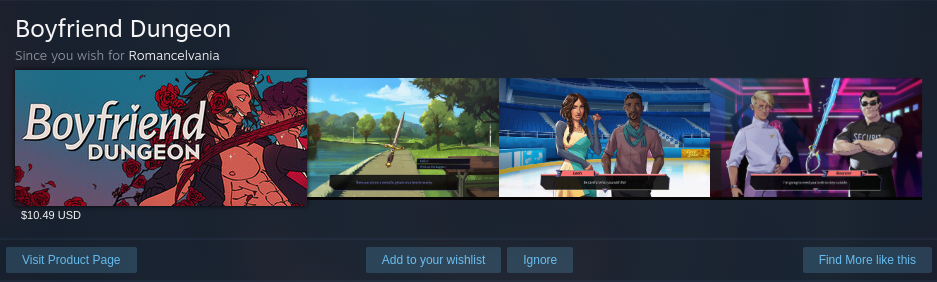 Boyfriend Dungeon
Since you wish for Romancelvania
Boyfriend
DUNGEON
SECURIT
$10.49 USD
Visit Product Page
Add to your wishlist
Ignore
Find More like this